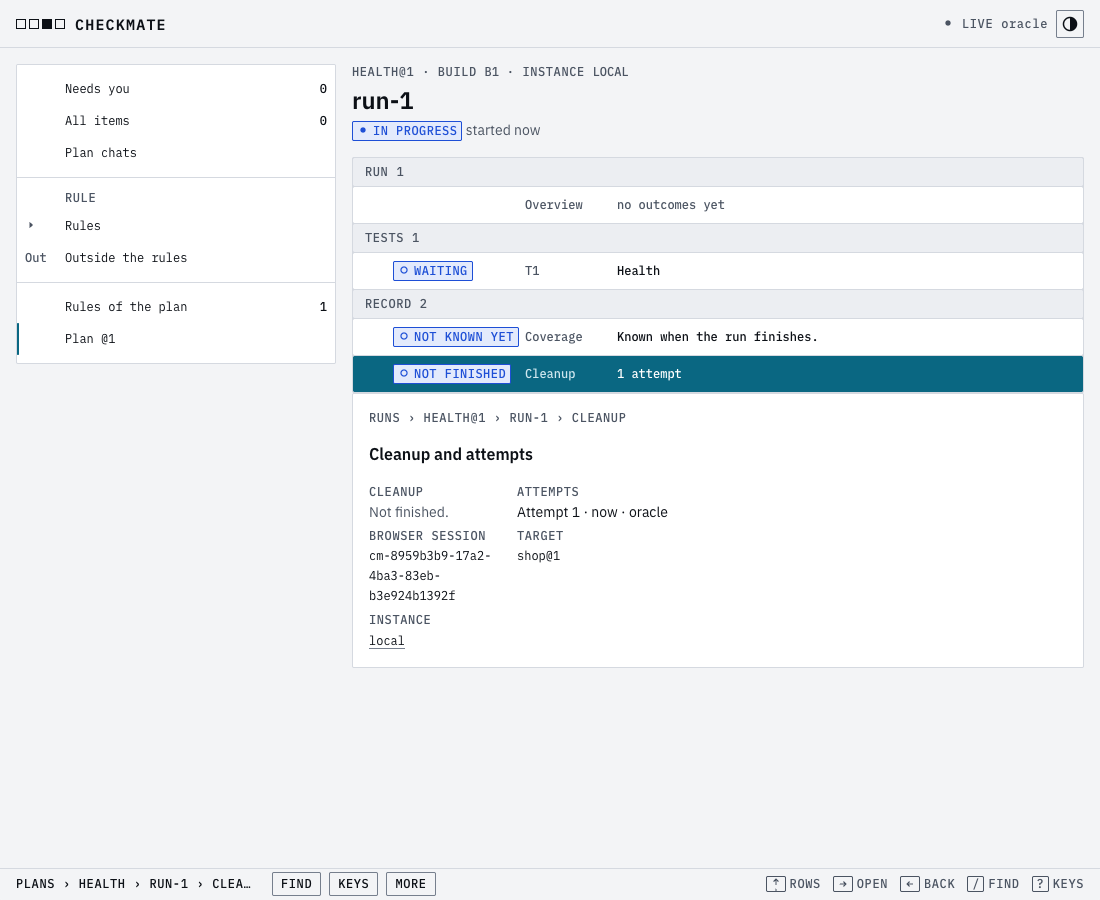 CHECKMATE
LIVE oracle
Needs you 0
All items 0
Plan chats
RULE
Rules
Out Outside the rules
Rules of the plan 1
Plan @1
HEALTH@1 · BUILD B1 · INSTANCE LOCAL
run-1
IN PROGRESS started now
RUN 1
Overview no outcomes yet
TESTS 1
WAITING T1 Health
RECORD 2
NOT KNOWN YET Coverage Known when the run finishes.
NOT FINISHED Cleanup 1 attempt
RUNS › HEALTH@1 › RUN-1 › CLEANUP
Cleanup and attempts
CLEANUP ATTEMPTS
Not finished. Attempt 1 · now · oracle
BROWSER SESSION TARGET
cm-8959b3b9-17a2- shop@1
4ba3-83eb-
b3e924b1392f
INSTANCE
local
PLANS › HEALTH › RUN-1 › CLEA… FIND KEYS MORE ROWS → OPEN ← BACK / FIND ? KEYS